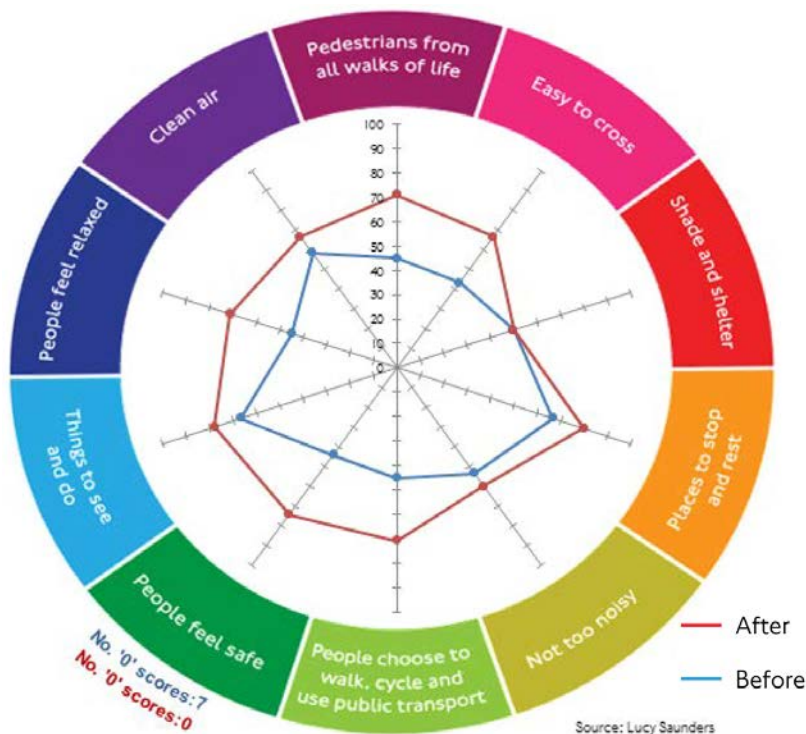 Pedestrians from
all walks of life
Easy to cross
Shade and shelter
Places to stop
and rest
Not too noisy
People choose to
walk, cycle and
use public transport
People feel safe
Things to see
and do
People feel relaxed
Clean air
100
90
80
70
60
50
40
30
20
10
0
No. '0' scores:7
No. '0' scores:0
After
Before
Source: Lucy Saunders